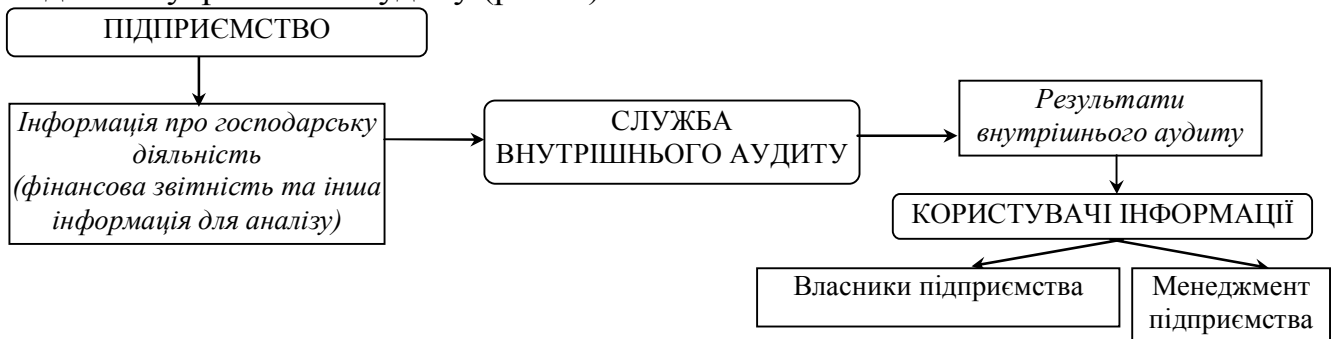 ПІДПРИЄМСТВО
Інформація про господарську
діяльність
(фінансова звітність та інша
інформація для аналізу)
СЛУЖБА
ВНУТРІШНЬОГО АУДИТУ
Результати
внутрішнього аудиту
КОРИСТУВАЧІ ІНФОРМАЦІЇ
Власники підприємства
Менеджмент
підприємства